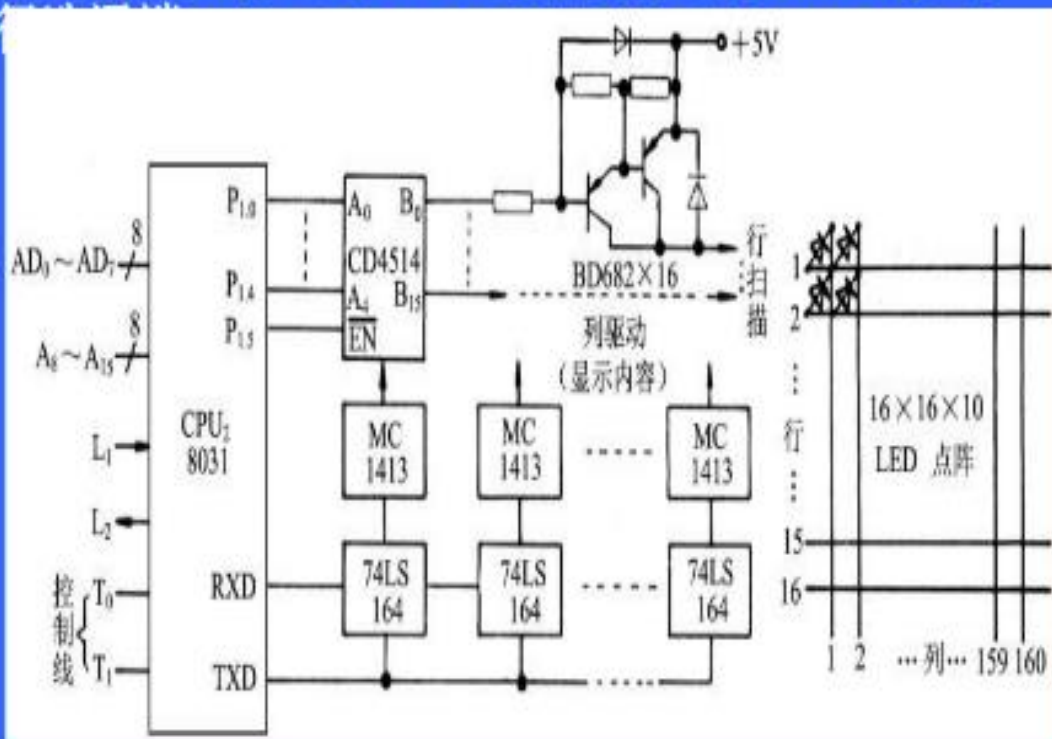 +5V
P1.0
A0 B0
8
AD0～AD7
CD4514
P1.4
A4 B15
BD682×16
行扫描
1
2
P1.5
EN
列驱动
（显示内容）
8
A8～A15
CPU2
8031
MC
1413
MC
1413
MC
1413
16×16×10
LED 点阵
L1
L2
⋮
行
⋮
15
16
控制线
T0
T1
RXD
TXD
74LS
164
74LS
164
74LS
164
1 2 …列… 159 160